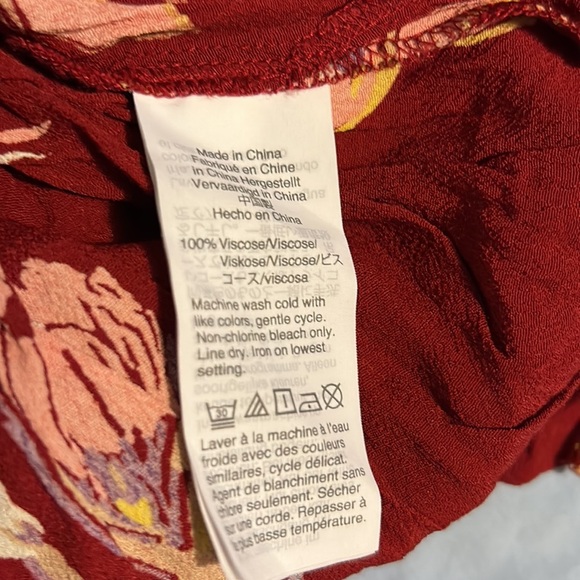 Made in China
Fabriqué en Chine
in China Hergestellt
Vervaardigd in China
中国製
Hecho en China
100% Viscose/Viscose/
Viskose/Viscose/ビス
コース/viscosa
Machine wash cold with
like colors, gentle cycle.
Non-chlorine bleach only.
Line dry. Iron on lowest
setting.
30
Laver à la machine à l'eau
froide avec des couleurs
similaires, cycle délicat.
Agent de blanchiment sans
chlore seulement. Sécher
sur une corde. Repasser à
la plus basse température.